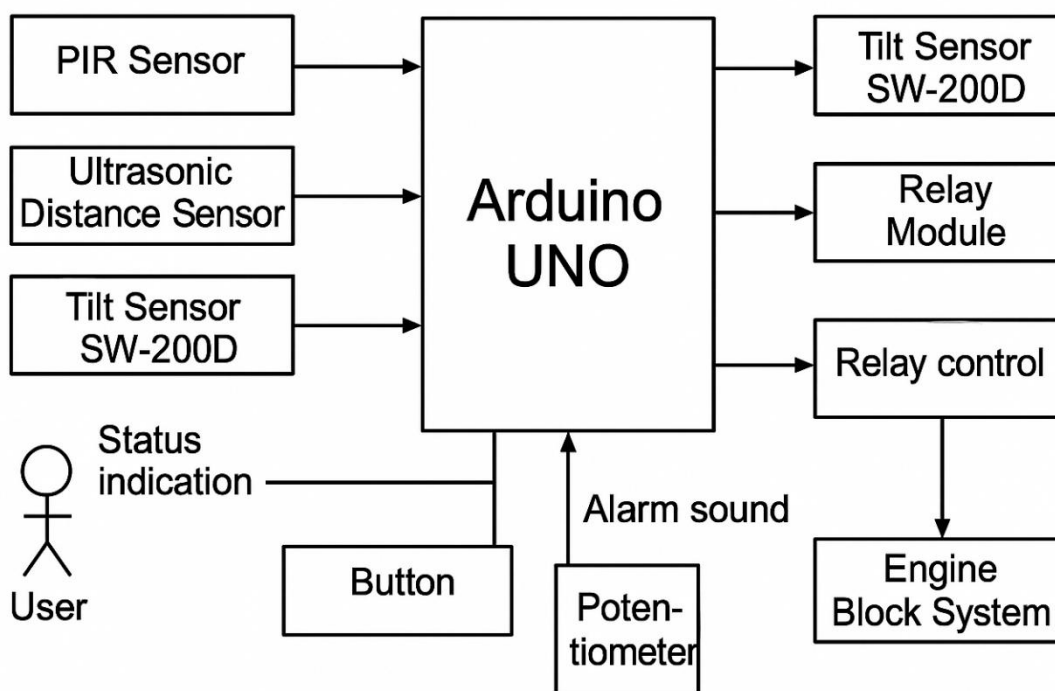 PIR Sensor
Ultrasonic
Distance Sensor
Tilt Sensor
SW-200D
Arduino
UNO
Tilt Sensor
SW-200D
Relay
Module
Relay control
Engine
Block System
Status
indication
User
Button
Alarm sound
Poten-
tiometer